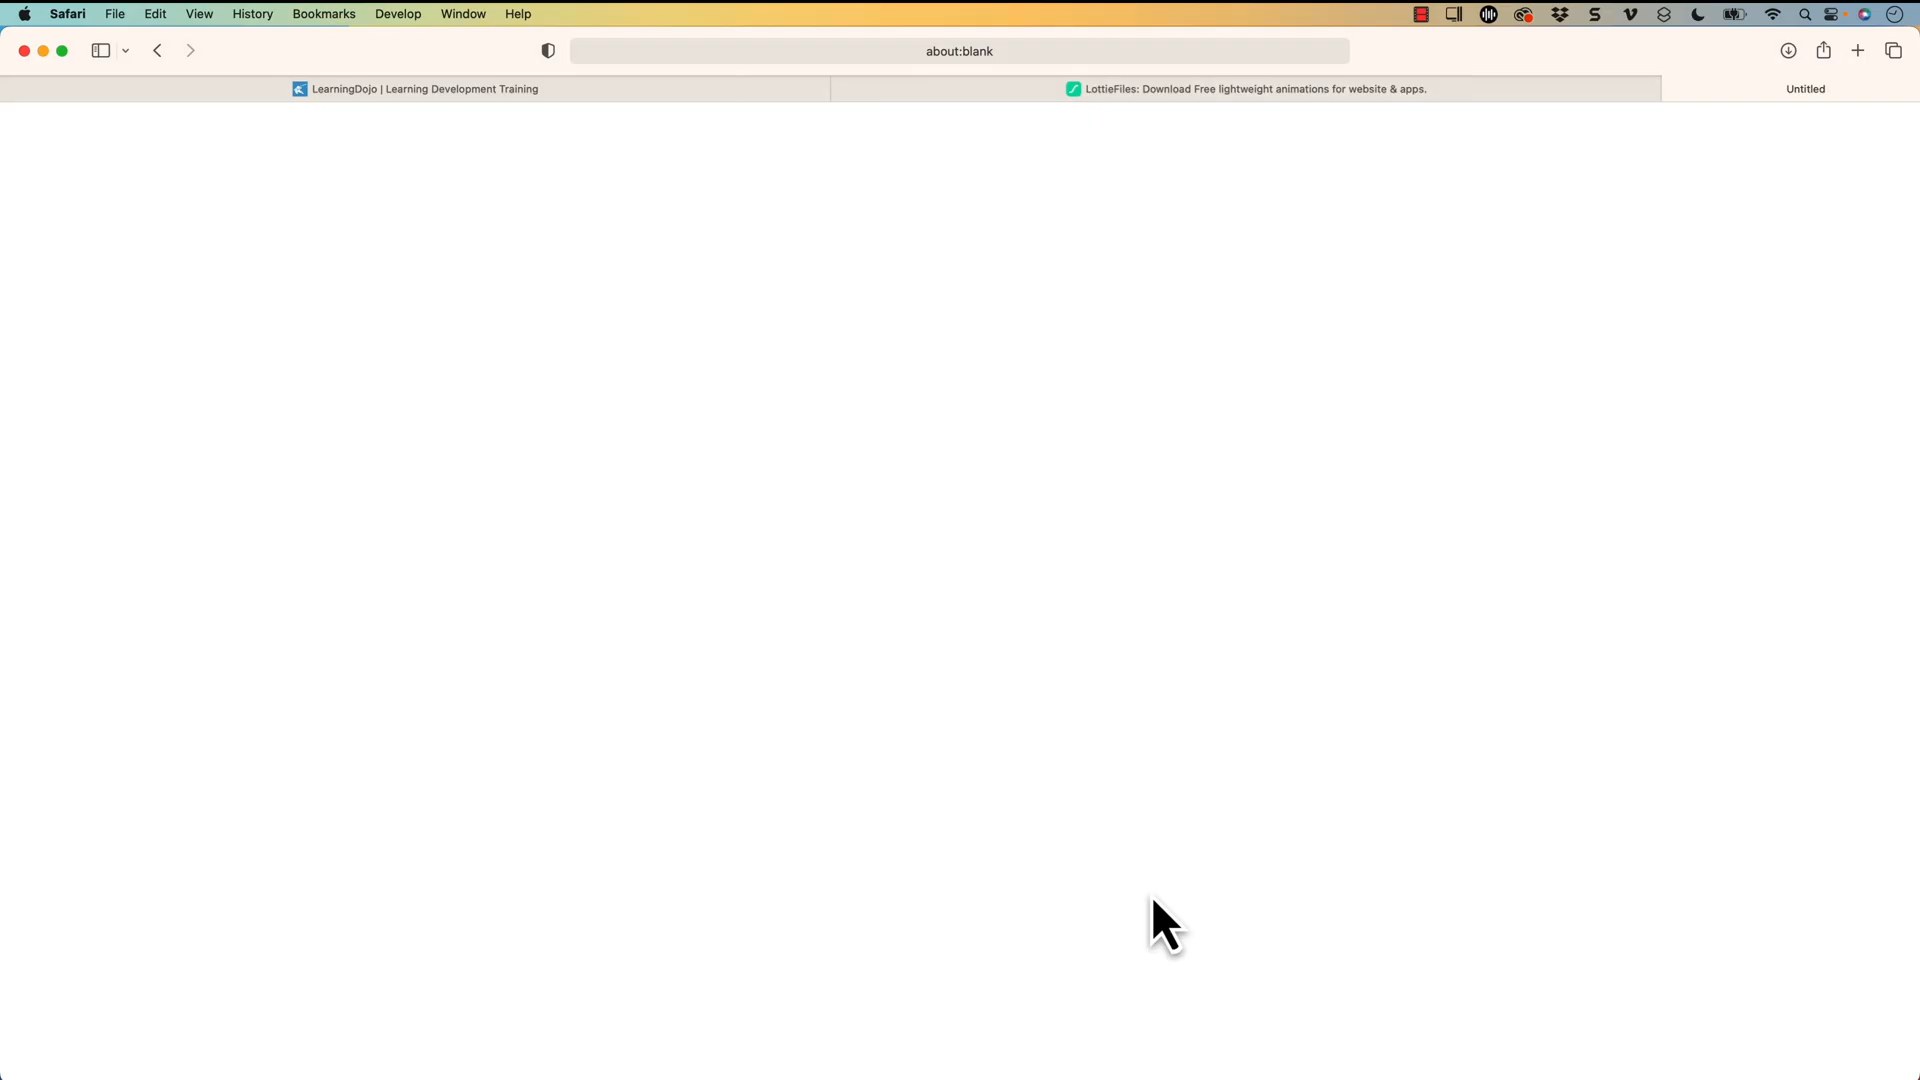 Safari File Edit View History Bookmarks Develop Window Help
about:blank
LearningDojo | Learning Development Training
LottieFiles: Download Free lightweight animations for website & apps.
Untitled